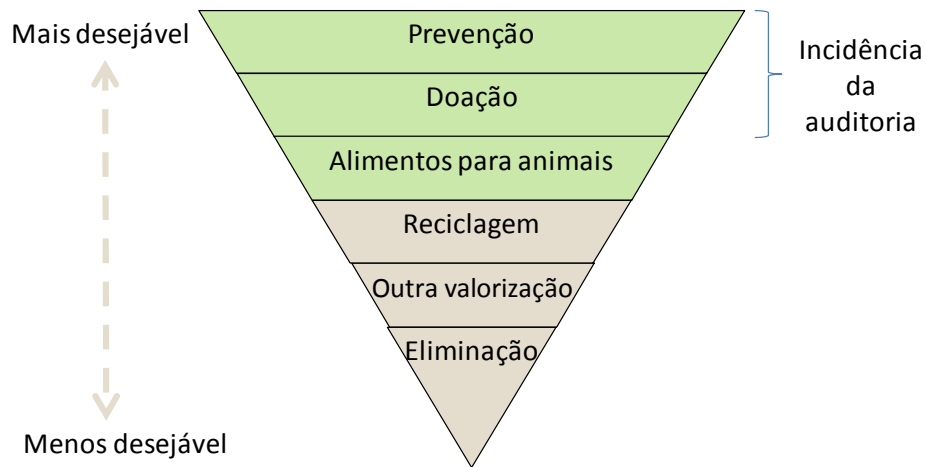 Mais desejável
Prevenção
Doação
Alimentos para animais
Reciclagem
Outra valorização
Eliminação
Menos desejável
Incidência
da
auditoria